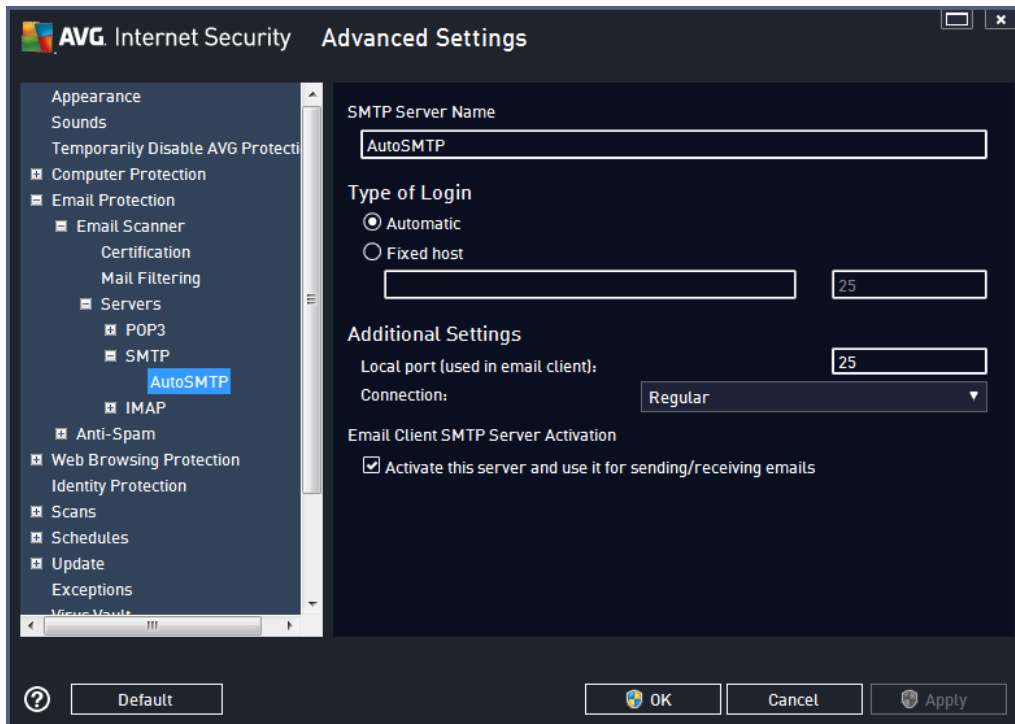 AVG. Internet Security Advanced Settings
Appearance
Sounds
Temporarily Disable AVG Protecti
Computer Protection
Email Protection
Email Scanner
Certification
Mail Filtering
Servers
POP3
SMTP
AutoSMTP
IMAP
Anti-Spam
Web Browsing Protection
Identity Protection
Scans
Schedules
Update
Exceptions
Virus Vault
SMTP Server Name
AutoSMTP
Type of Login
Automatic
Fixed host
25
Additional Settings
Local port (used in email client): 25
Connection: Regular
Email Client SMTP Server Activation
Activate this server and use it for sending/receiving emails
? Default OK Cancel Apply